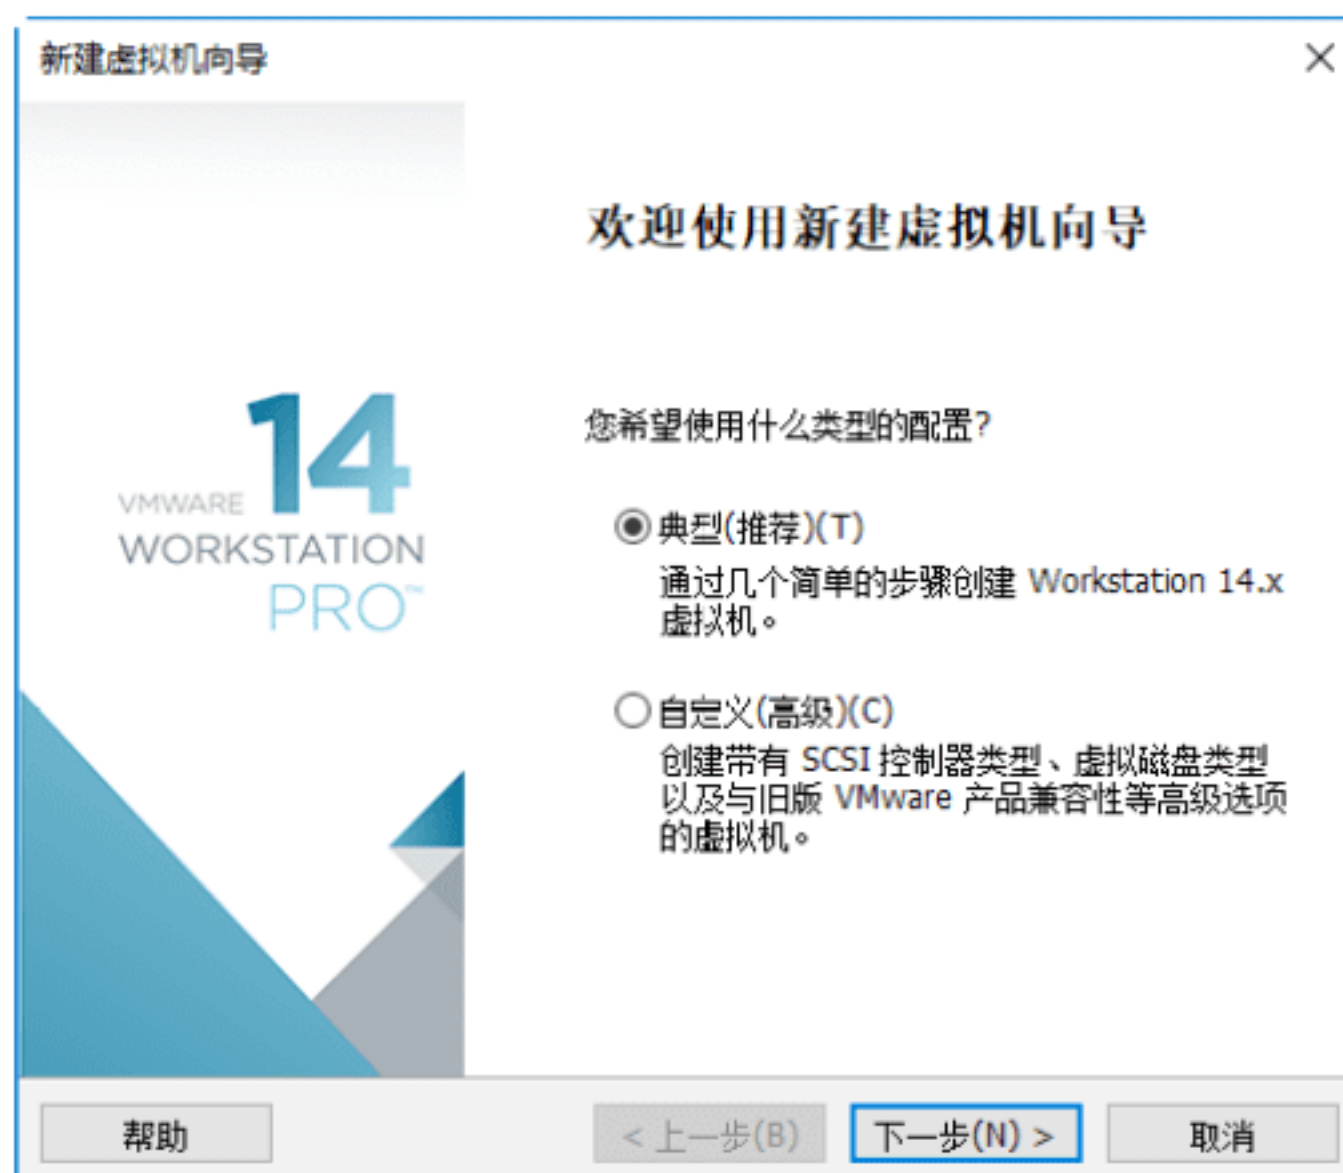 新建虚拟机向导
欢迎使用新建虚拟机向导
14
VMWARE
WORKSTATION
PRO™
您希望使用什么类型的配置?
典型(推荐)(T)
通过几个简单的步骤创建 Workstation 14.x
虚拟机。
自定义(高级)(C)
创建带有 SCSI 控制器类型、虚拟磁盘类型
以及与旧版 VMware 产品兼容性等高级选项
的虚拟机。
帮助
< 上一步(B)
下一步(N) >
取消